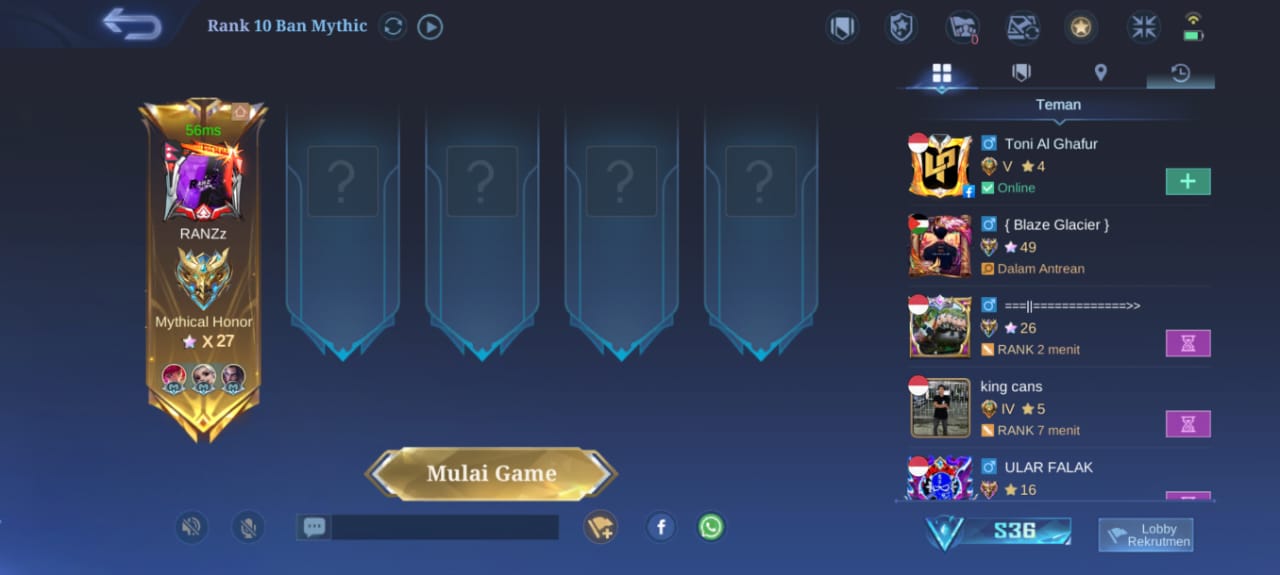 Rank 10 Ban Mythic
0
Teman
56ms
RANZz
Mythical Honor
X 27
Toni Al Ghafur
V 4
Online
{ Blaze Glacier }
49
Dalam Antrean
===||=============>>
26
RANK 2 menit
king cans
IV 5
RANK 7 menit
ULAR FALAK
16
?
?
?
?
Mulai Game
S36
Lobby
Rekrutmen